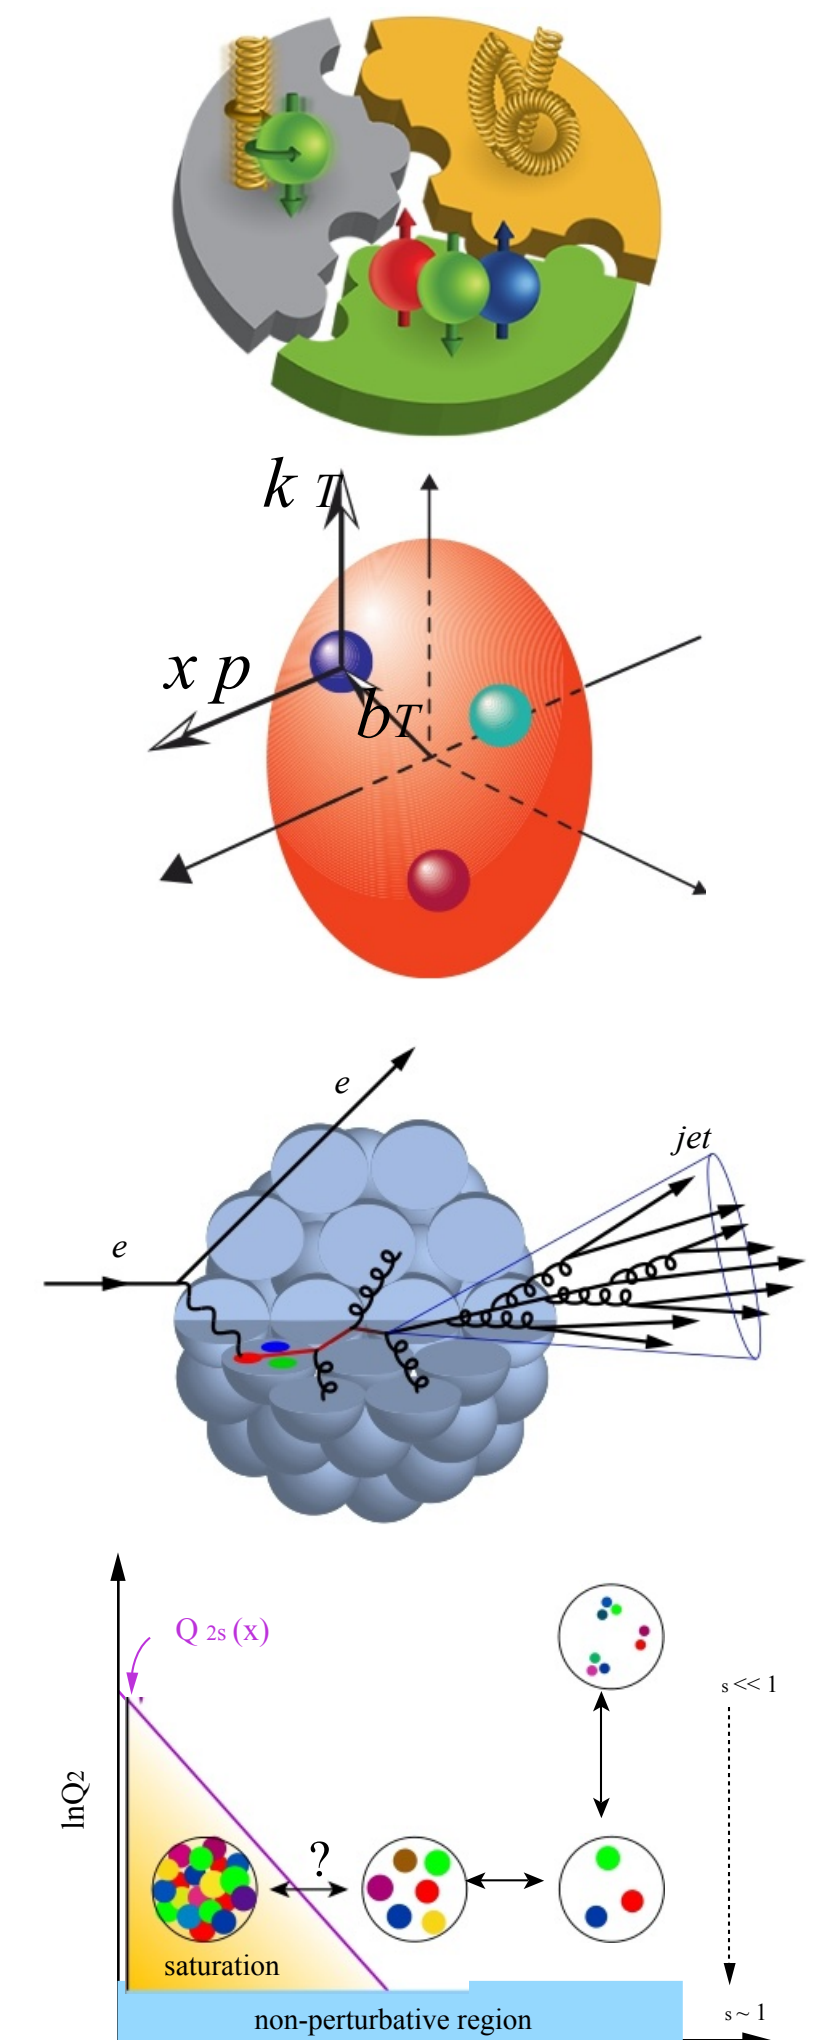 k T
x p
bT
e
jet
e
Q 2s (x)
s << 1
lnQ2
?
saturation
s ~ 1
non-perturbative region